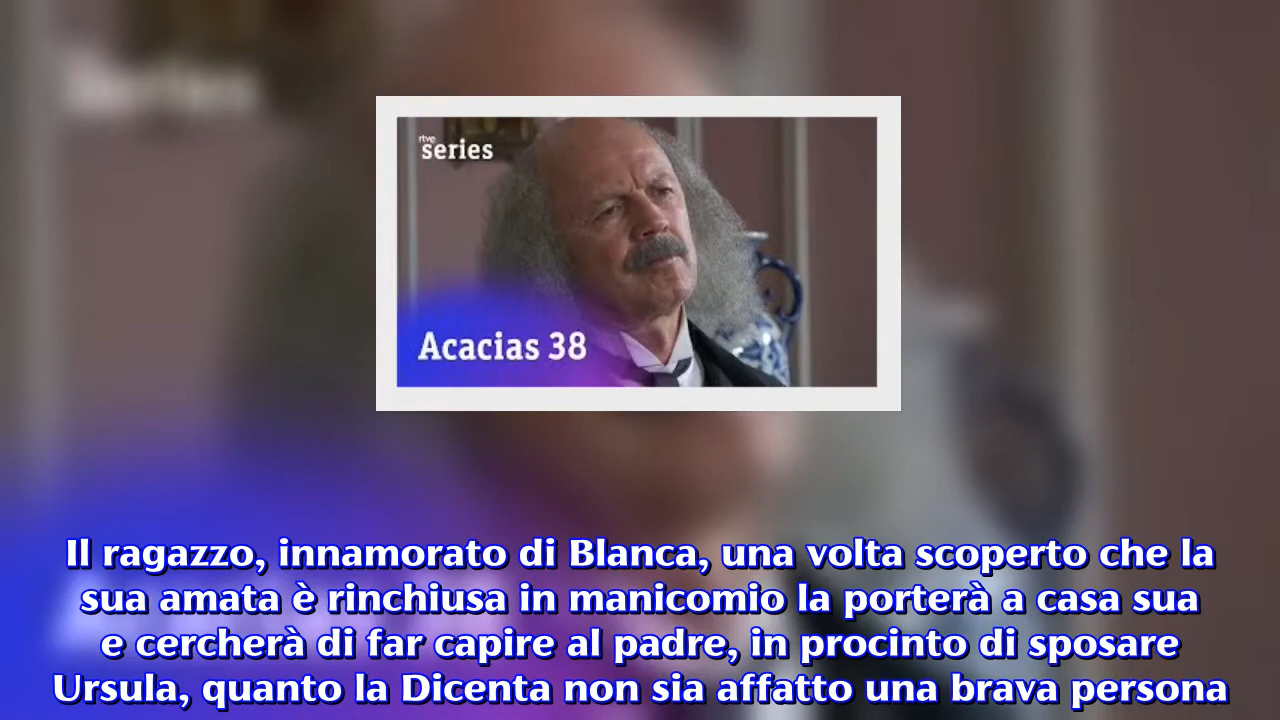 rtve
series
Acacias 38
Il ragazzo, innamorato di Blanca, una volta scoperto che la
sua amata è rinchiusa in manicomio la porterà a casa sua
e cercherà di far capire al padre, in procinto di sposare
Ursula, quanto la Dicenta non sia affatto una brava persona